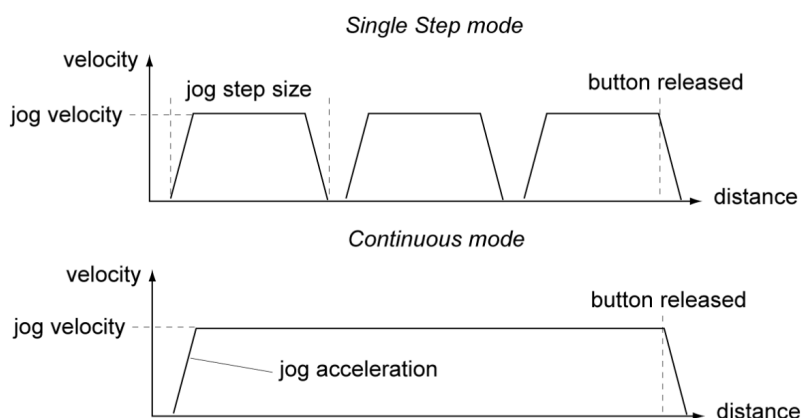 Single Step mode
velocity
jog step size
button released
jog velocity
distance
Continuous mode
velocity
button released
jog velocity
jog acceleration
distance